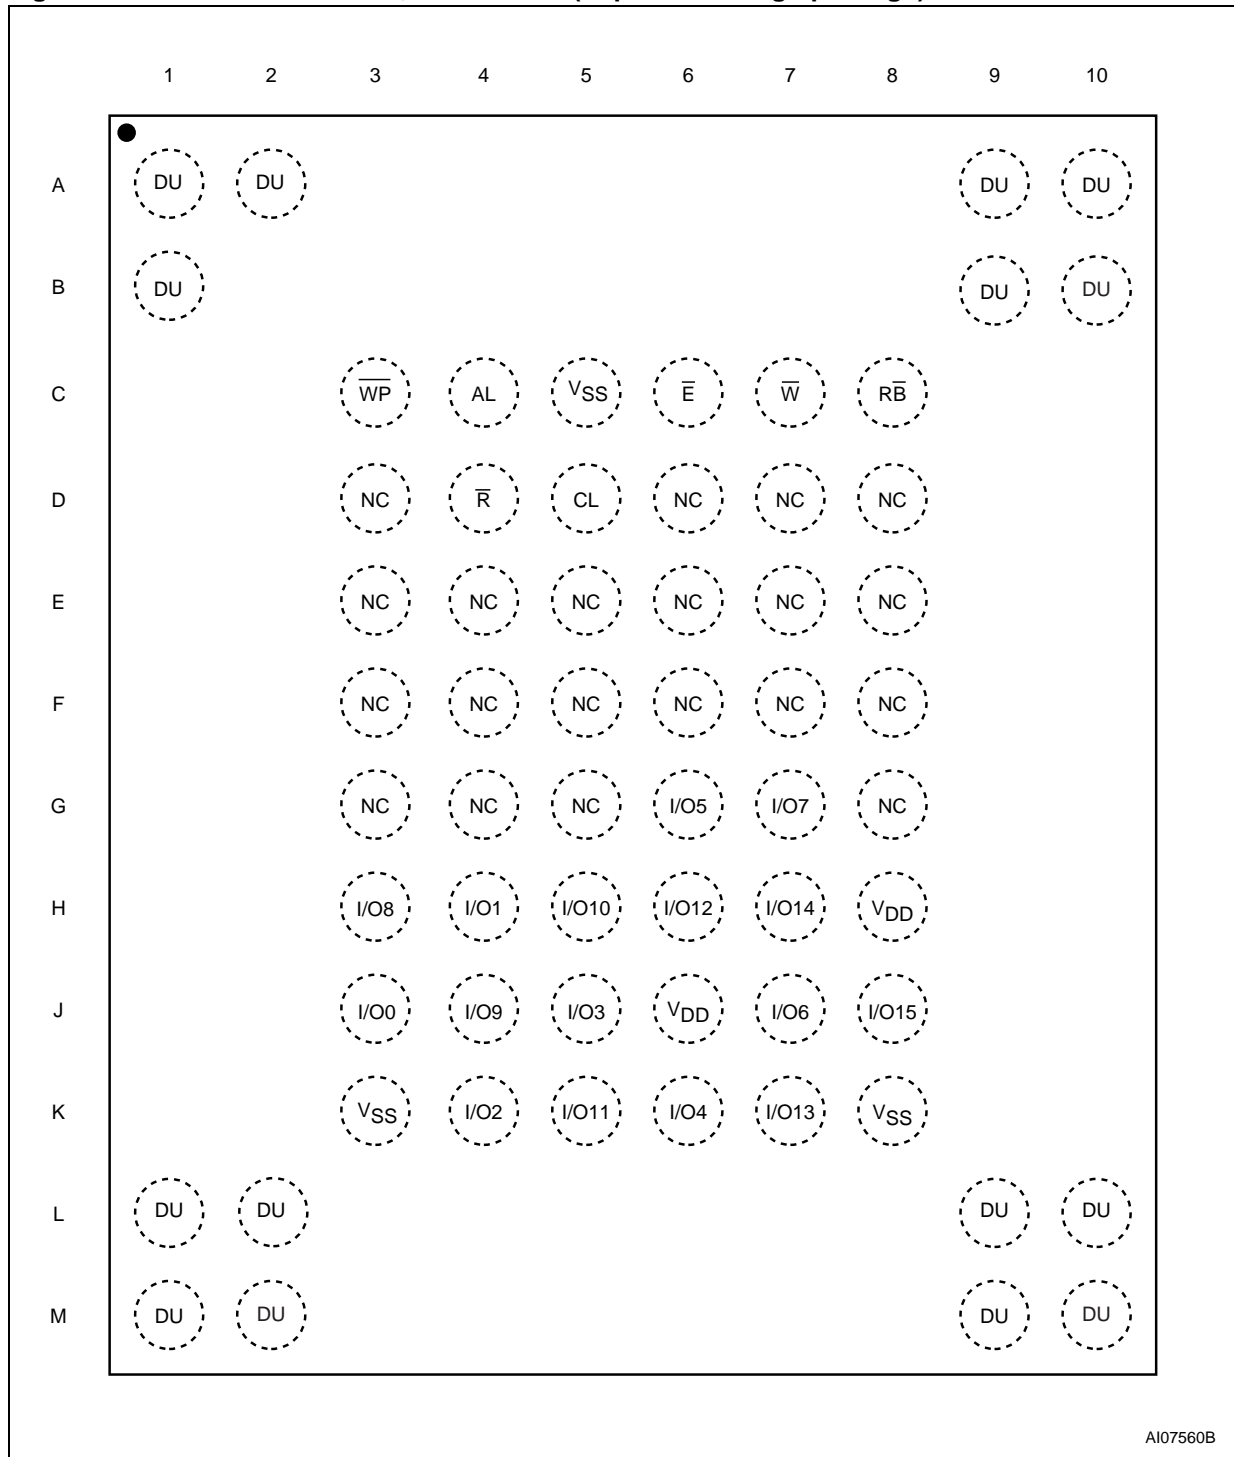 1 2 3 4 5 6 7 8 9 10
A DU DU DU DU
B DU DU DU
C W̅P̅ AL VSS E̅ W̅ RB̅
D NC R̅ CL NC NC NC
E NC NC NC NC NC NC
F NC NC NC NC NC NC
G NC NC NC I/O5 I/O7 NC
H I/O8 I/O1 I/O10 I/O12 I/O14 VDD
J I/O0 I/O9 I/O3 VDD I/O6 I/O15
K VSS I/O2 I/O11 I/O4 I/O13 VSS
L DU DU DU DU
M DU DU DU DU
AI07560B